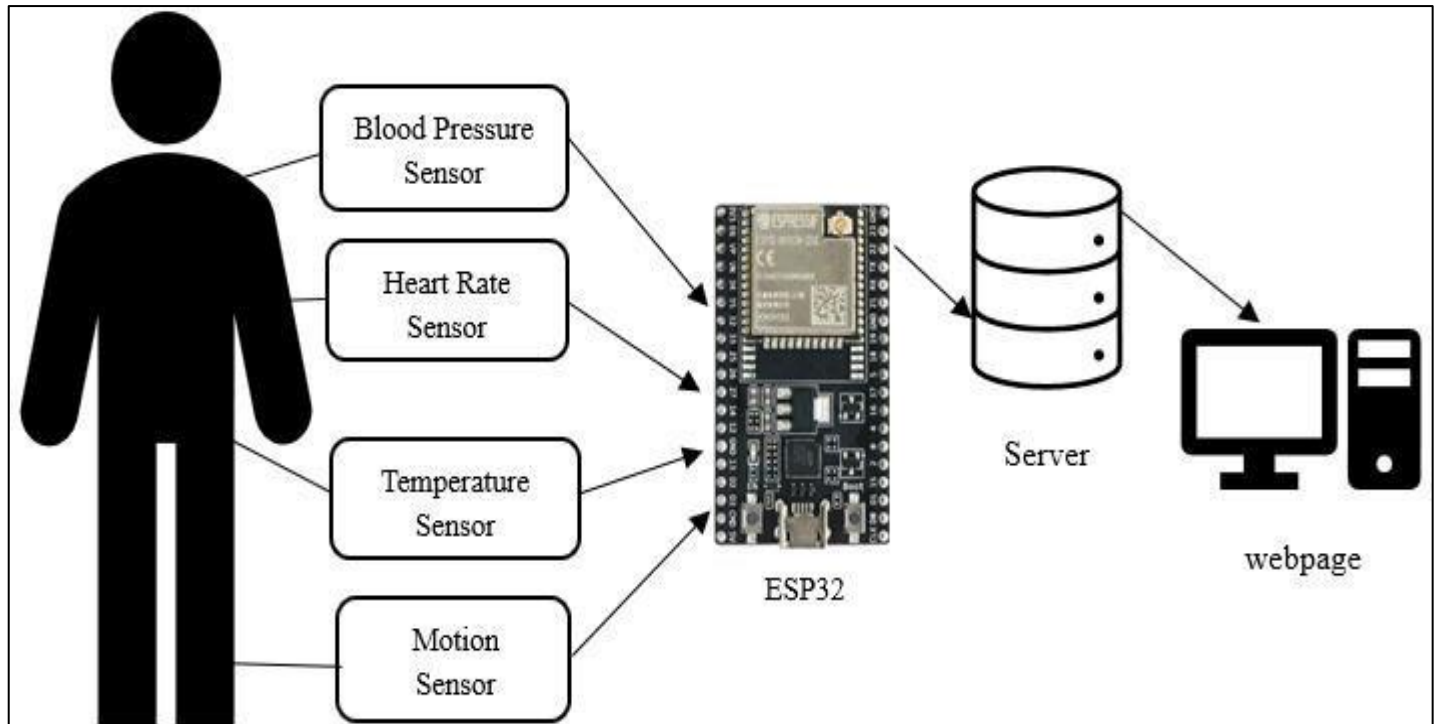 Blood Pressure
Sensor
Heart Rate
Sensor
Temperature
Sensor
Motion
Sensor
ESP32
Server
webpage